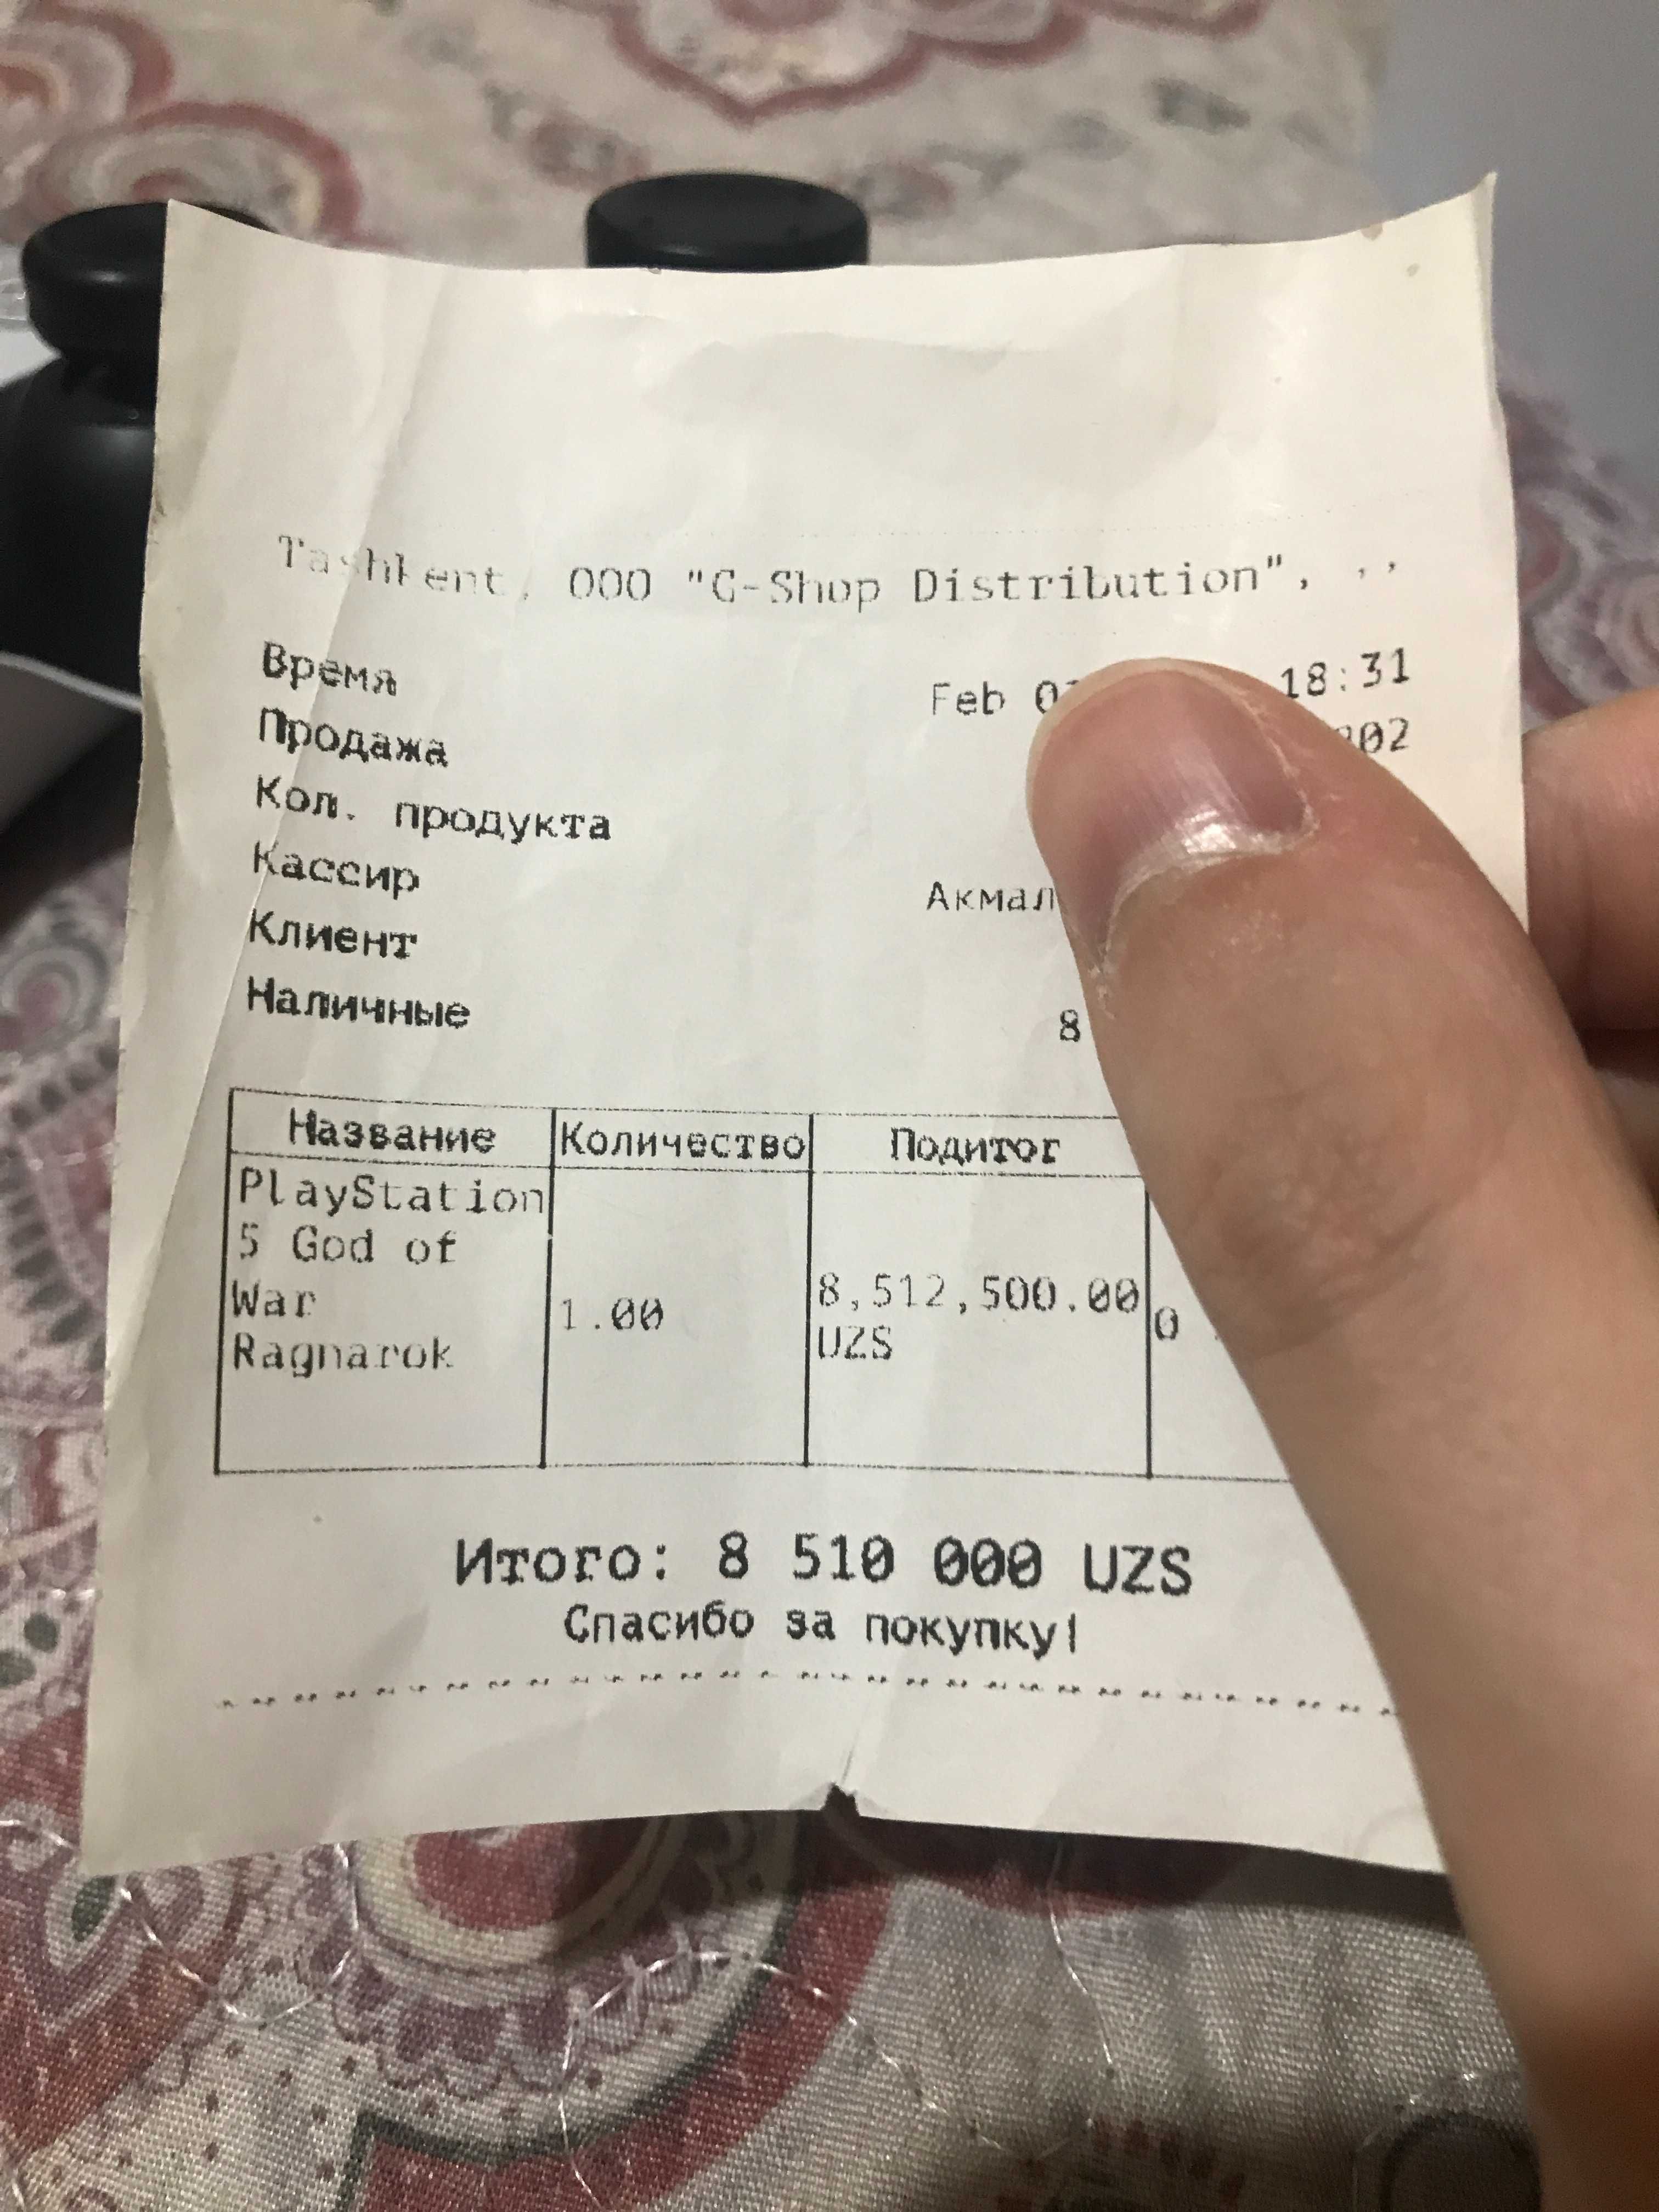 Tashkent, OOO "G-Shop Distribution", ,,
Время Feb 18:31
Продажа
Кол. продукта
Кассир
Клиент
Наличные 8
Название Количество Подитог
PlayStation
5 God of
War
Ragnarok
1.00
8,512,500.00
UZS
0
Итого: 8 510 000 UZS
Спасибо за покупку!